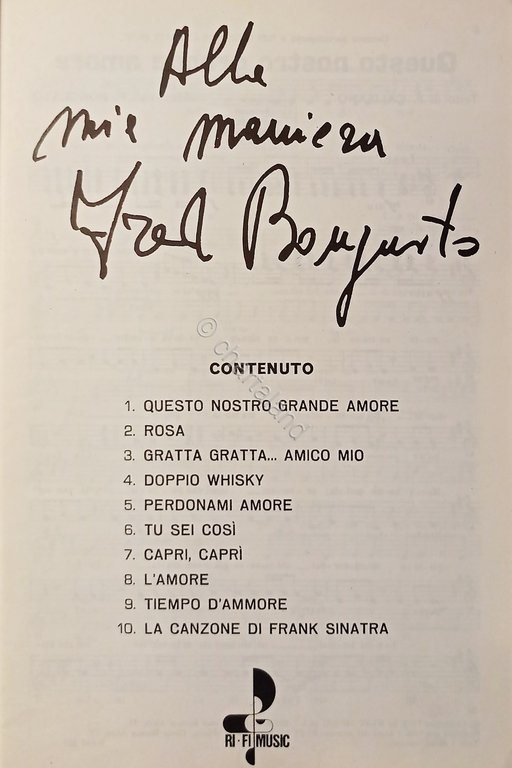 Alla
mia maniera
Fred Bongusto
© chartaland
CONTENUTO
1. QUESTO NOSTRO GRANDE AMORE
2. ROSA
3. GRATTA GRATTA... AMICO MIO
4. DOPPIO WHISKY
5. PERDONAMI AMORE
6. TU SEI COSÌ
7. CAPRI, CAPRÌ
8. L'AMORE
9. TIEMPO D'AMMORE
10. LA CANZONE DI FRANK SINATRA
RI-FI MUSIC